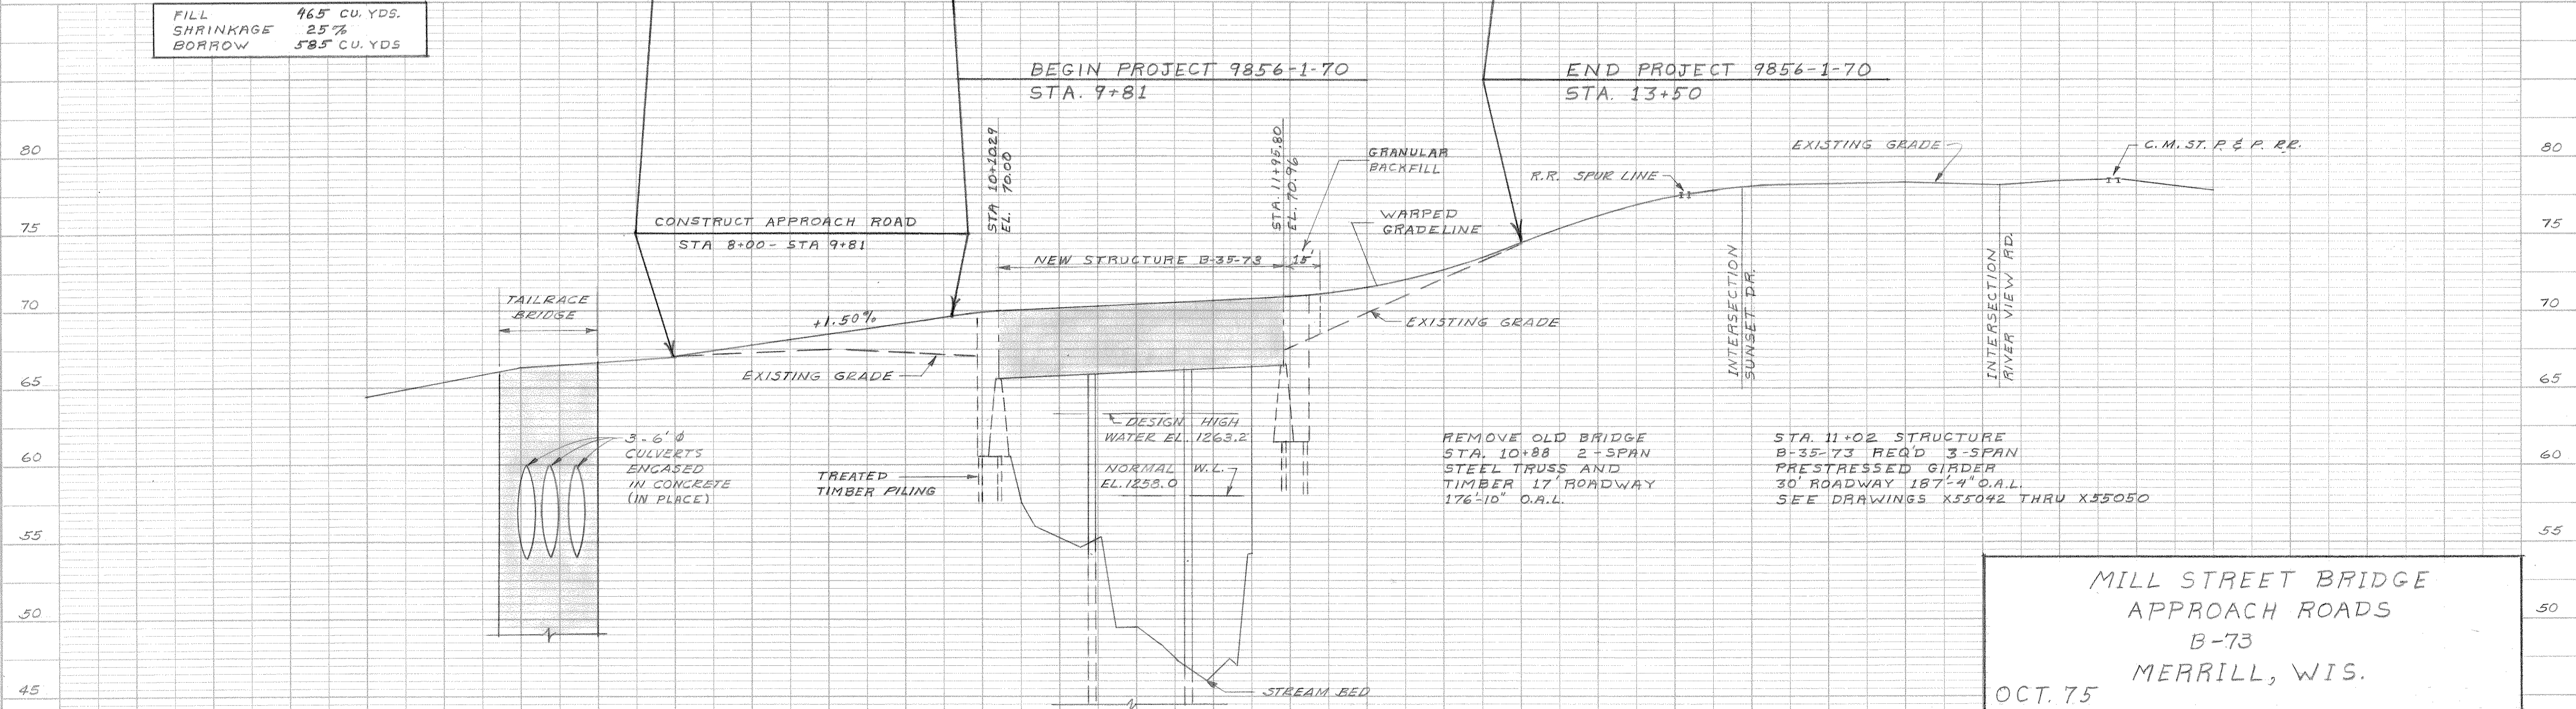 FILL 465 CU. YDS.
SHRINKAGE 25%
BORROW 585 CU. YDS
BEGIN PROJECT 9856-1-70
STA. 9+81
END PROJECT 9856-1-70
STA. 13+50
STA 10+10.29
EL. 70.00
STA. 11+95.80
EL. 70.96
GRANULAR
BACKFILL
EXISTING GRADE
C. M. ST. P. & P. R.R.
R.R. SPUR LINE
80
80
CONSTRUCT APPROACH ROAD
STA 8+00 - STA 9+81
WARPED
GRADELINE
75
75
NEW STRUCTURE B-35-73
15'
INTERSECTION
SUNSET DR.
INTERSECTION
RIVER VIEW RD.
TAILRACE
BRIDGE
70
70
+1.50%
EXISTING GRADE
EXISTING GRADE
65
65
3-6' Φ
CULVERTS
ENCASED
IN CONCRETE
(IN PLACE)
TREATED
TIMBER PILING
DESIGN HIGH
WATER EL. 1263.2
NORMAL W.L.
EL. 1258.0
REMOVE OLD BRIDGE
STA. 10+88 2-SPAN
STEEL TRUSS AND
TIMBER 17' ROADWAY
176'-10" O.A.L.
STA. 11+02 STRUCTURE
B-35-73 REQ'D 3-SPAN
PRESTRESSED GIRDER
30' ROADWAY 187'-4" O.A.L.
SEE DRAWINGS X55042 THRU X55050
60
60
55
55
50
50
45
STREAM BED
MILL STREET BRIDGE
APPROACH ROADS
B-73
MERRILL, WIS.
OCT. 75